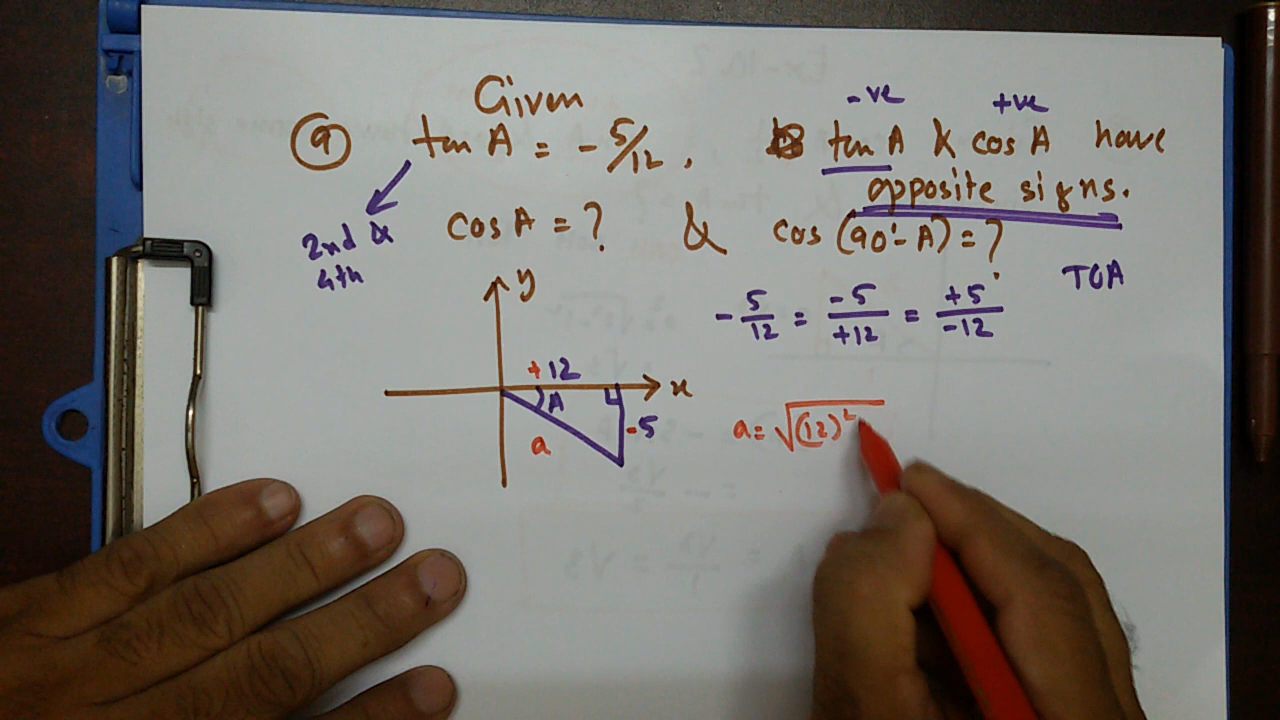 Given
-ve +ve
9 tan A = - 5/12 , tan A & cos A have
opposite signs.
2nd &
4th
cos A = ? & cos (90° - A) = ?
TOA
y
- 5/12 = -5/+12 = +5/-12
+12
x
A
-5
a
a = √(12)²